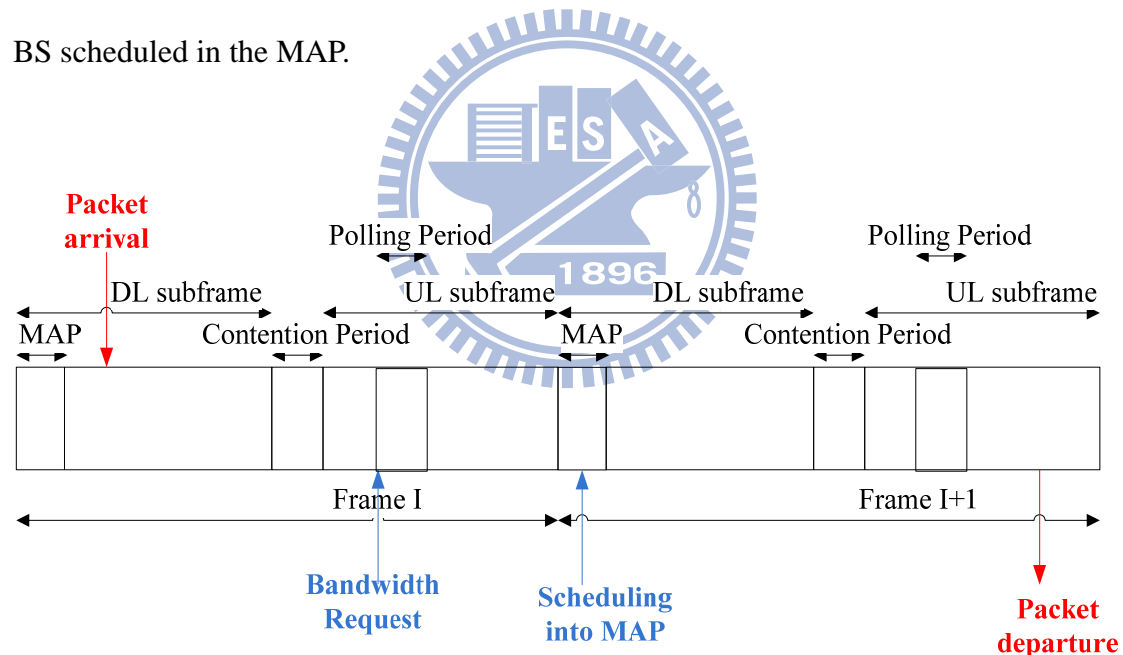 BS scheduled in the MAP.
E S A
1896
Packet
arrival
Polling Period
Polling Period
DL subframe
UL subframe
DL subframe
UL subframe
MAP
Contention Period
MAP
Contention Period
Frame I
Frame I+1
Bandwidth
Request
Scheduling
into MAP
Packet
departure